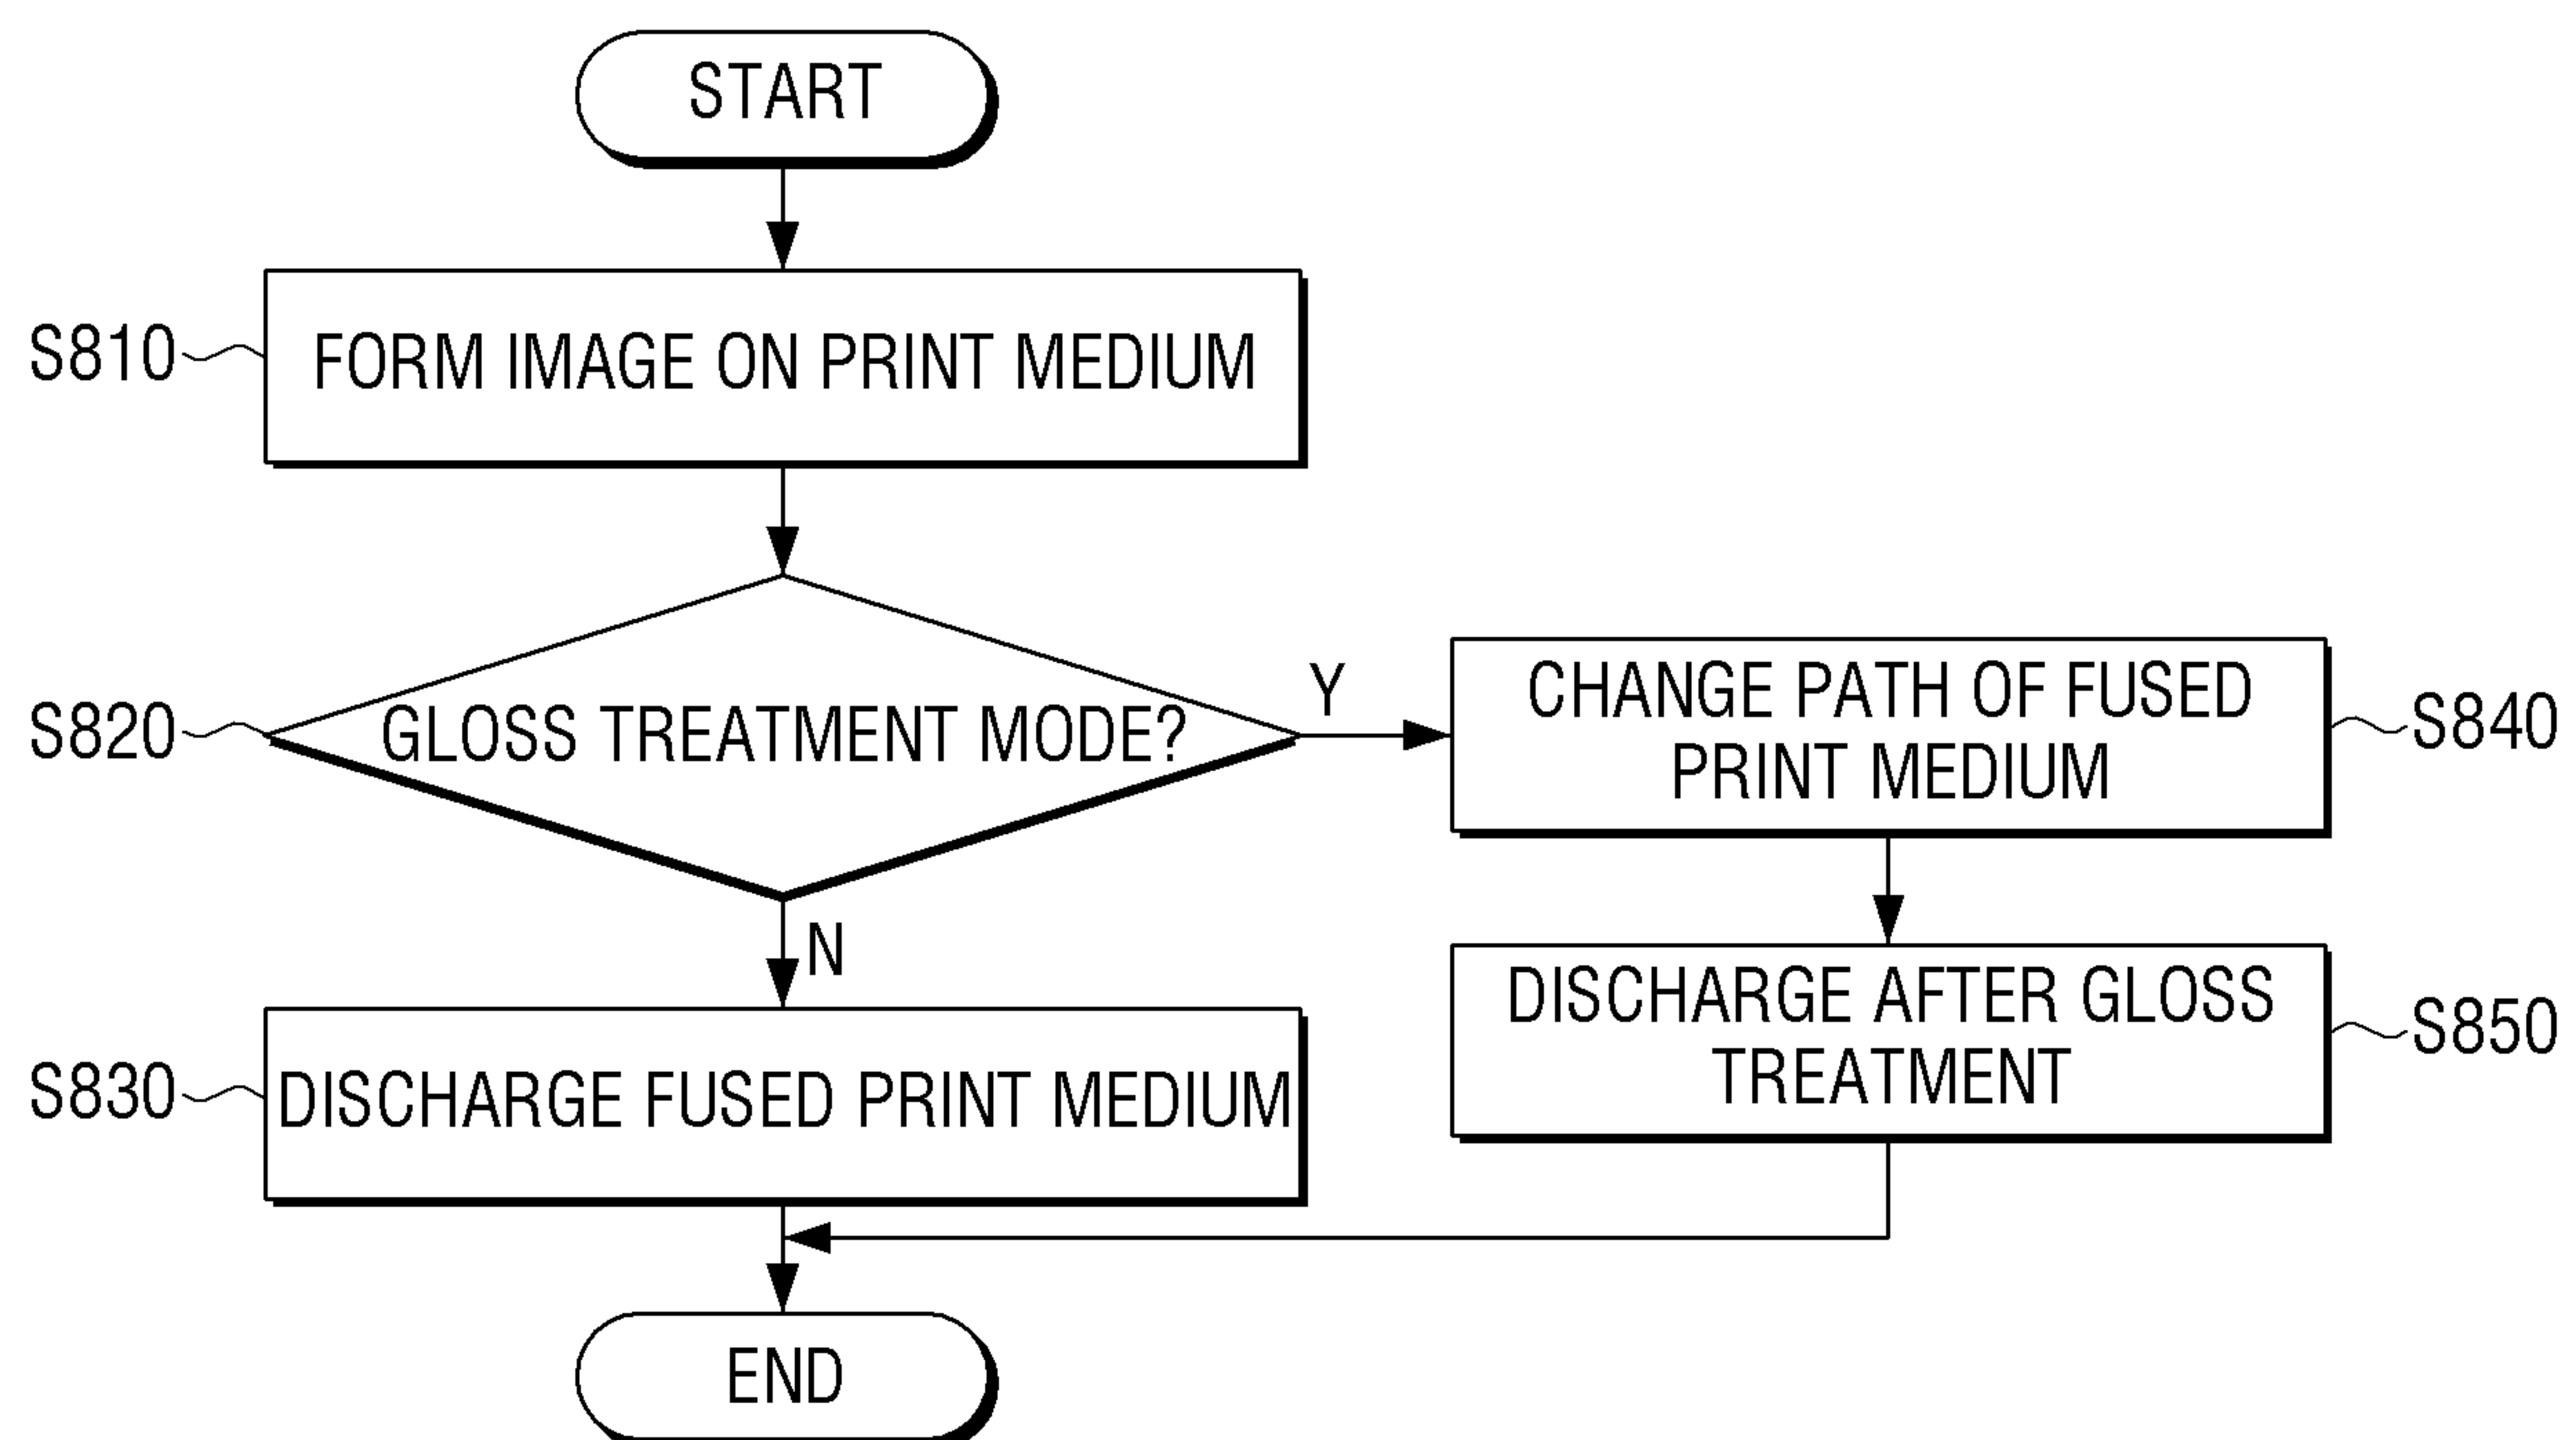 START
S810
FORM IMAGE ON PRINT MEDIUM
S820
GLOSS TREATMENT MODE?
Y
CHANGE PATH OF FUSED
PRINT MEDIUM
S840
N
S830
DISCHARGE FUSED PRINT MEDIUM
DISCHARGE AFTER GLOSS
TREATMENT
S850
END